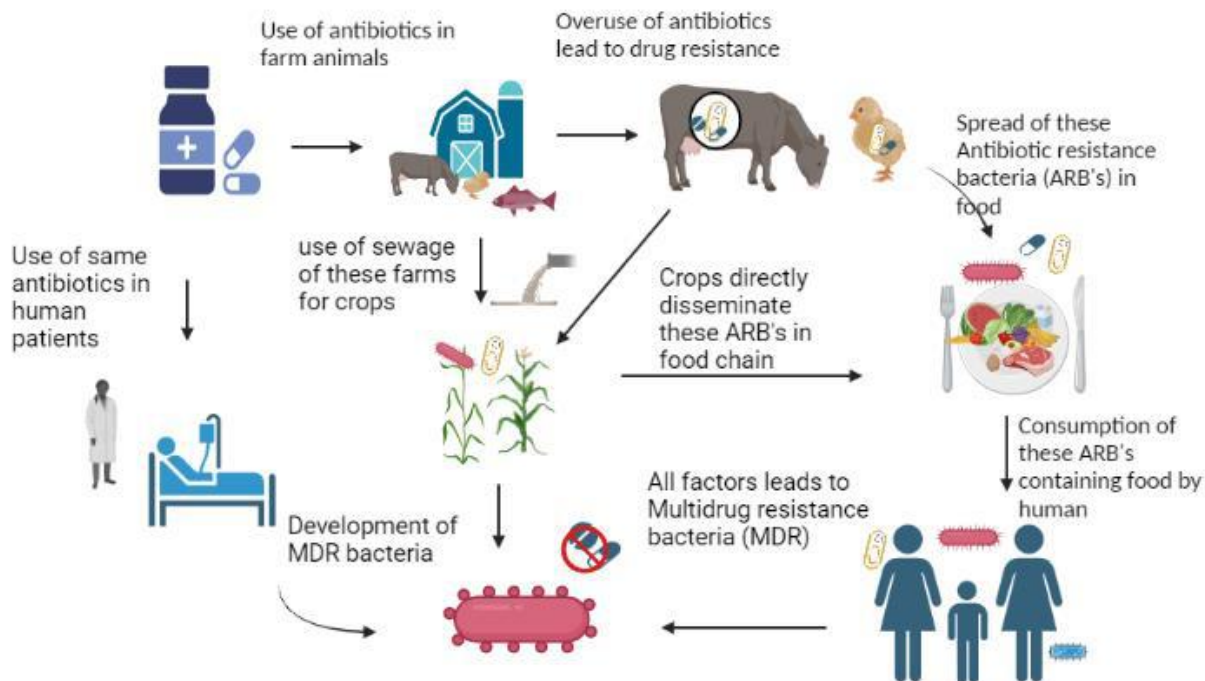 Use of antibiotics in
farm animals
Overuse of antibiotics
lead to drug resistance
Spread of these
Antibiotic resistance
bacteria (ARB's) in
food
Use of same
antibiotics in
human
patients
use of sewage
of these farms
for crops
Crops directly
disseminate
these ARB's in
food chain
Consumption of
these ARB's
containing food by
human
Development of
MDR bacteria
All factors leads to
Multidrug resistance
bacteria (MDR)